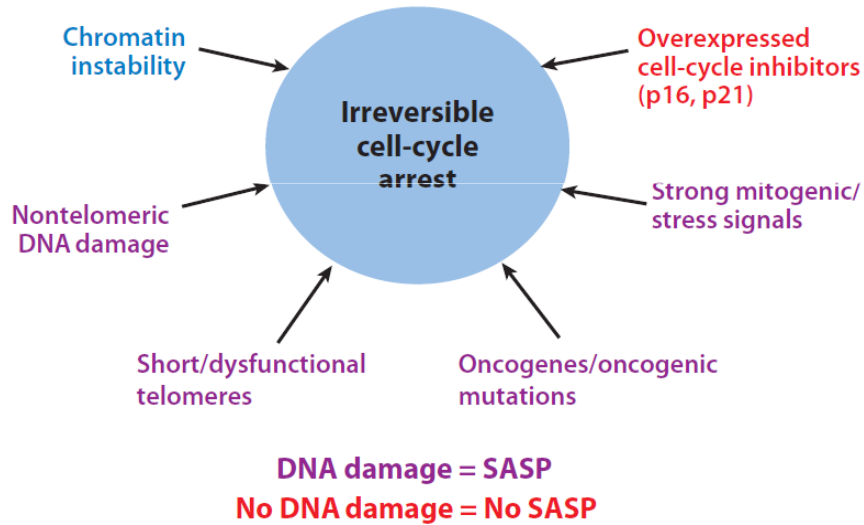 Chromatin
instability
Overexpressed
cell-cycle inhibitors
(p16, p21)
Irreversible
cell-cycle
arrest
Nontelomeric
DNA damage
Strong mitogenic/
stress signals
Short/dysfunctional
telomeres
Oncogenes/oncogenic
mutations
DNA damage = SASP
No DNA damage = No SASP